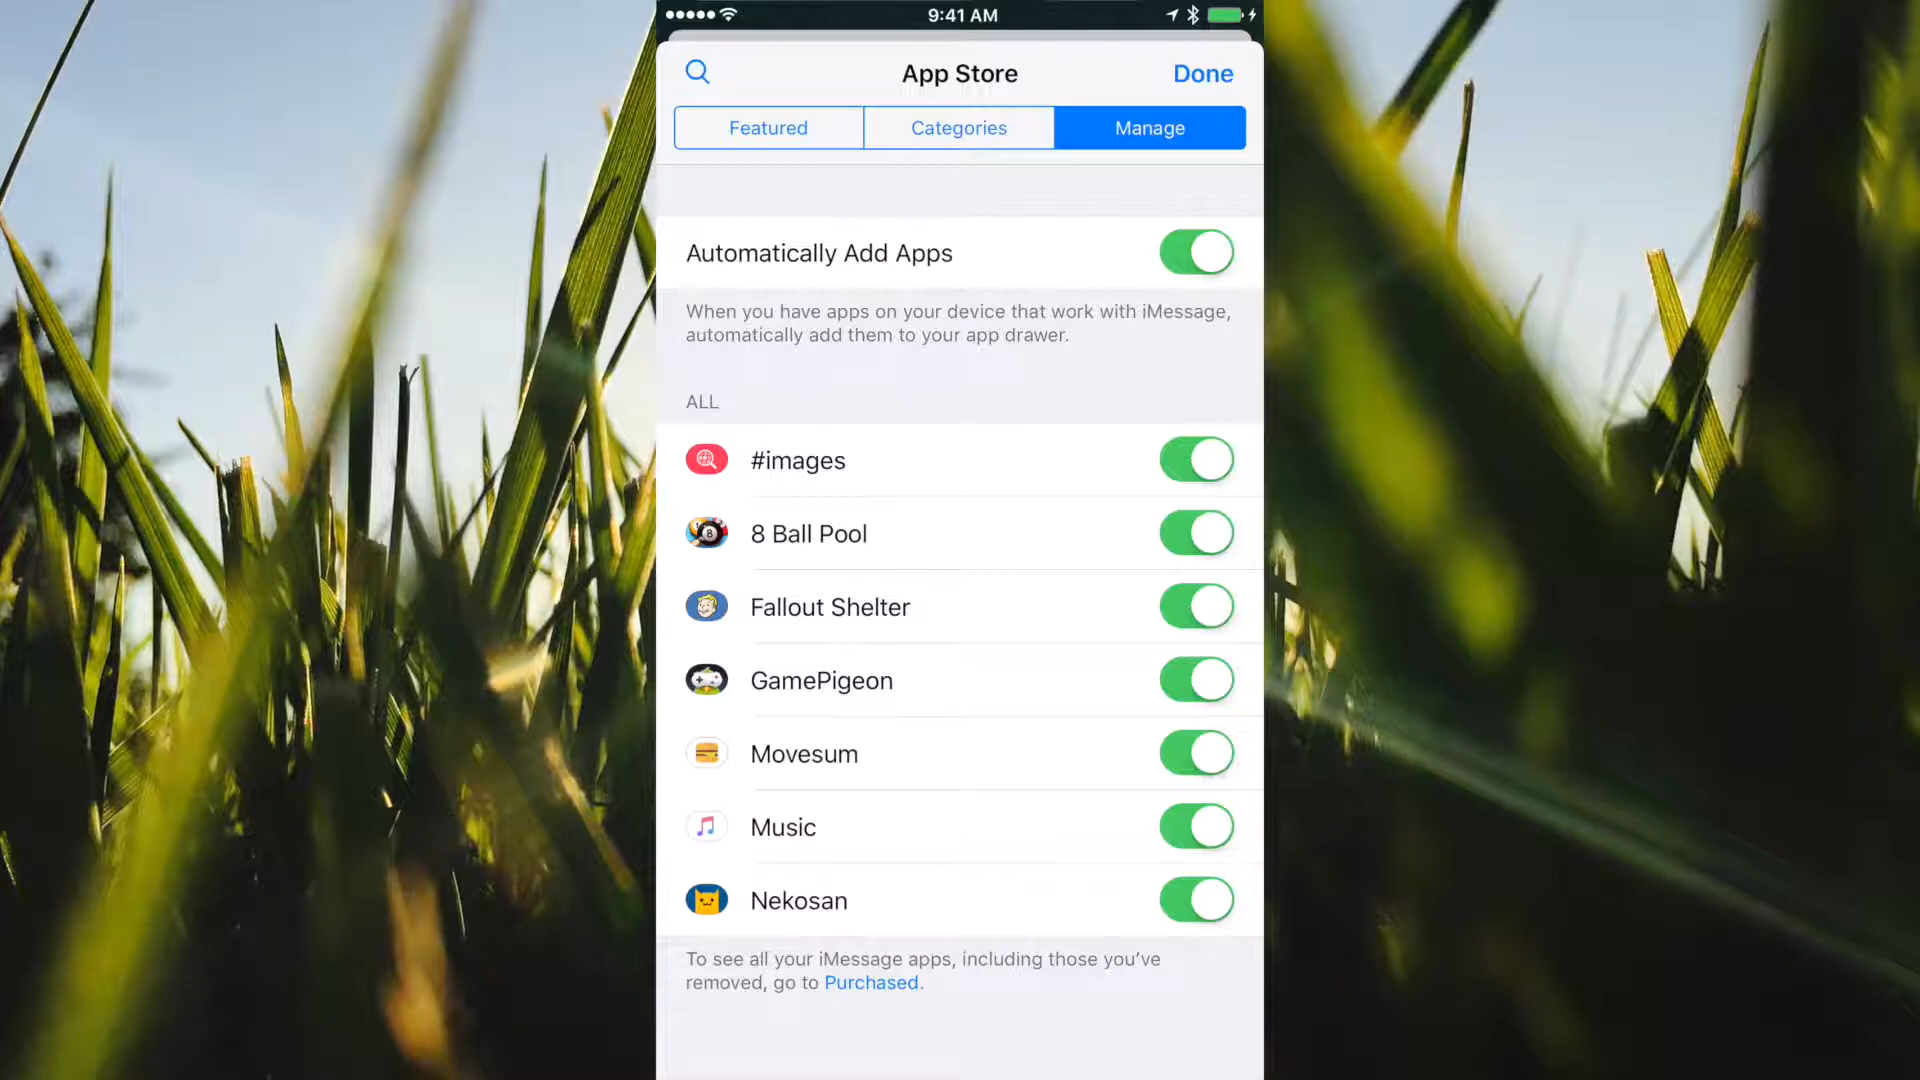 9:41 AM
App Store
Done
Featured
Categories
Manage
Automatically Add Apps
When you have apps on your device that work with iMessage,
automatically add them to your app drawer.
ALL
#images
8 Ball Pool
Fallout Shelter
GamePigeon
Movesum
Music
Nekosan
To see all your iMessage apps, including those you’ve
removed, go to Purchased.